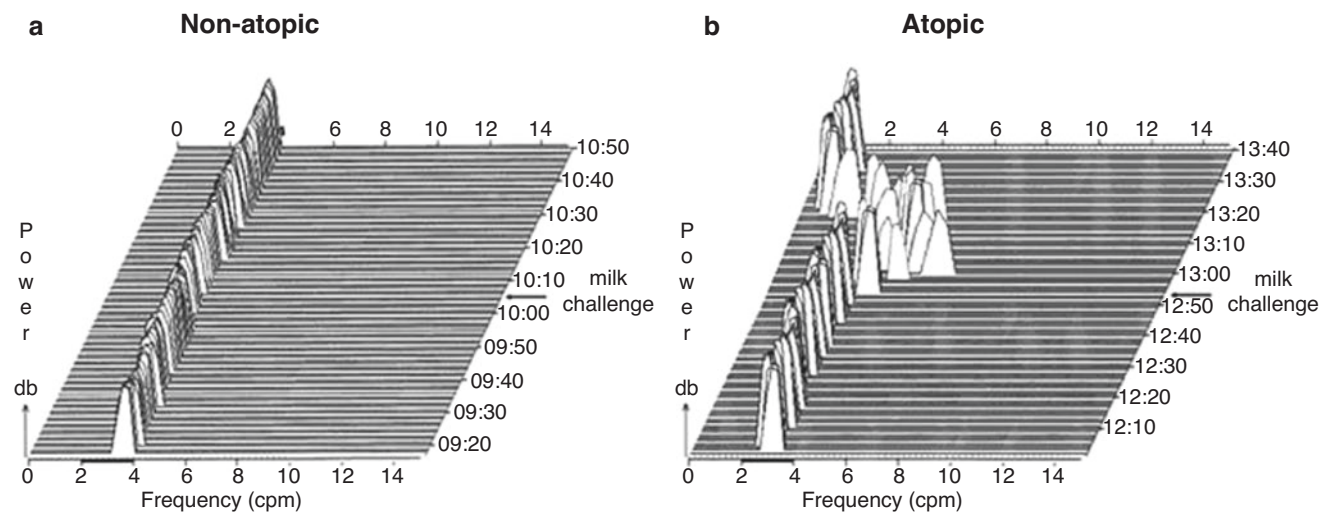 a Non-atopic
0 2 6 8 10 12 14
10:50
10:40
10:30
10:20
10:10
milk challenge
10:00
09:50
09:40
09:30
09:20
Power
db
0 2 4 6 8 10 12 14
Frequency (cpm)
b Atopic
2 4 6 8 10 12 14
13:40
13:30
13:20
13:10
13:00
milk challenge
12:50
12:40
12:30
12:20
12:10
Power
db
0 2 4 6 8 10 12 14
Frequency (cpm)